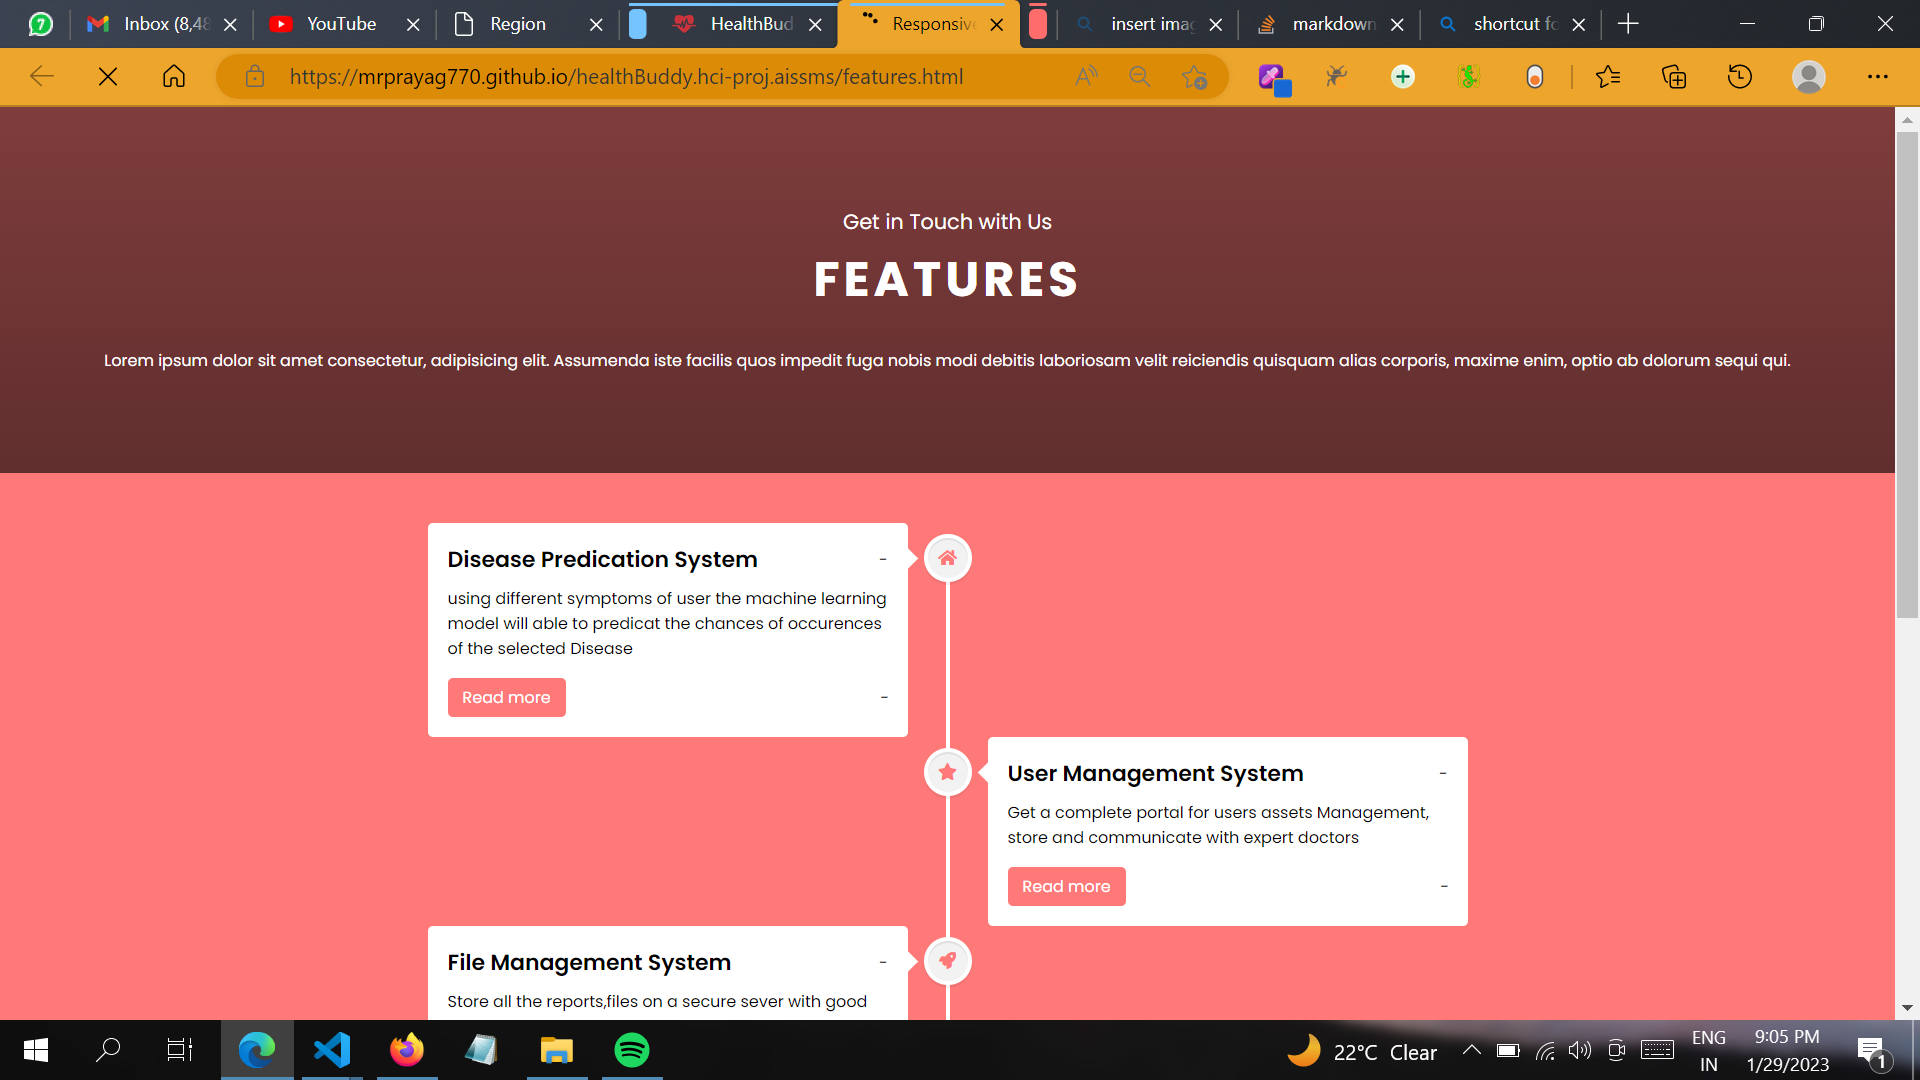 7
Inbox (8,48
YouTube
Region
HealthBud
Responsive
insert imag
markdown
shortcut fo
https://mrprayag770.github.io/healthBuddy.hci-proj.aissms/features.html
Get in Touch with Us
FEATURES
Lorem ipsum dolor sit amet consectetur, adipisicing elit. Assumenda iste facilis quos impedit fuga nobis modi debitis laboriosam velit reiciendis quisquam alias corporis, maxime enim, optio ab dolorum sequi qui.
Disease Predication System -
using different symptoms of user the machine learning
model will able to predicat the chances of occurences
of the selected Disease
Read more -
User Management System -
Get a complete portal for users assets Management,
store and communicate with expert doctors
Read more -
File Management System -
Store all the reports,files on a secure sever with good
22°C Clear
ENG
IN
9:05 PM
1/29/2023
1